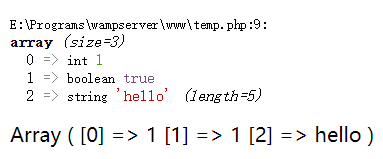 E:\Programs\wampserver\www\temp.php:9:
array (size=3)
  0 => int 1
  1 => boolean true
  2 => string 'hello' (length=5)
Array ( [0] => 1 [1] => 1 [2] => hello )